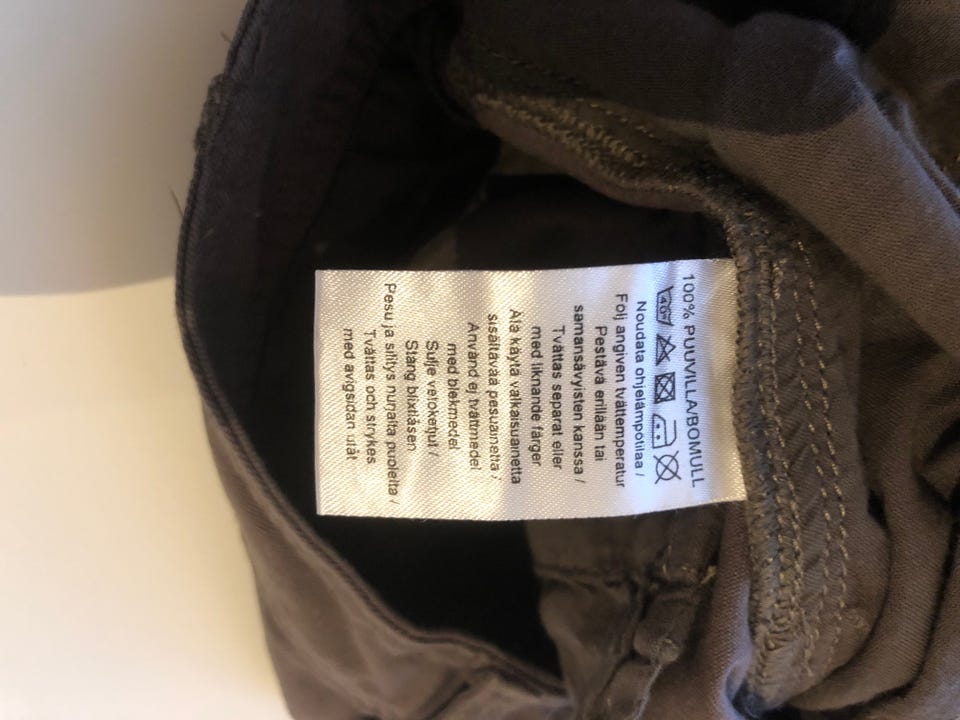 100% PUUVILLA/BOMULL
40°
Noudata ohjelämpötilaa /
Följ angiven tvättemperatur
Pestävä erillään tai
samansävyisten kanssa /
Tvättas separat eller
med liknande färger
Älä käytä valkaisuainetta
sisältävää pesuainetta /
Använd ej tvättmedel
med blekmedel
Sulje vetoketjut /
Stäng blixtlåsen
Pesu ja silitys nurjalta puolelta /
Tvättas och strykes
med avigsidan utåt